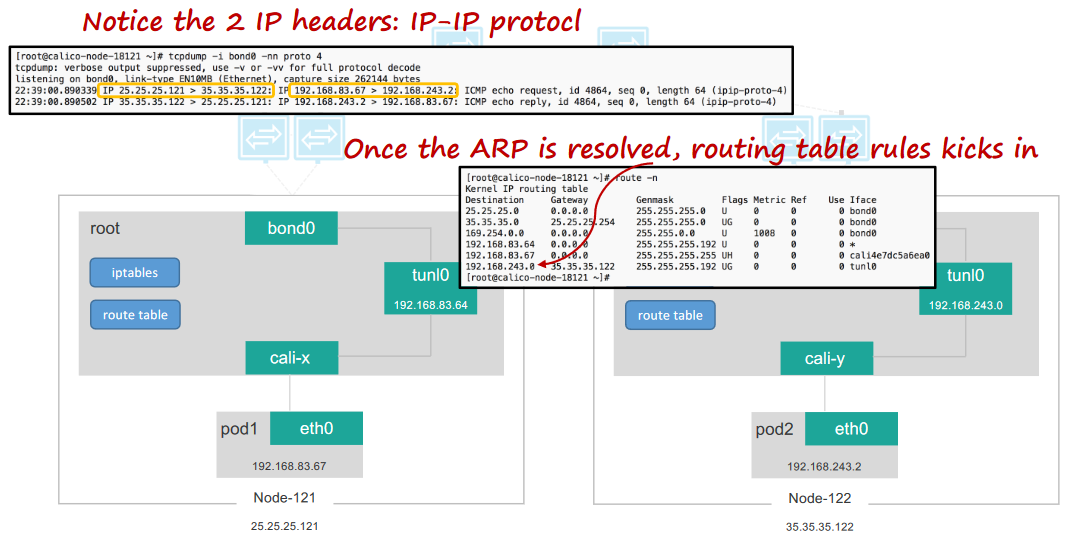 Notice the 2 IP headers: IP-IP protocl
[root@calico-node-18121 ~]# tcpdump -i bond0 -nn proto 4
tcpdump: verbose output suppressed, use -v or -vv for full protocol decode
listening on bond0, link-type EN10MB (Ethernet), capture size 262144 bytes
22:39:00.890339 IP 25.25.25.121 > 35.35.35.122: IP 192.168.83.67 > 192.168.243.2: ICMP echo request, id 4864, seq 0, length 64 (ipip-proto-4)
22:39:00.890502 IP 35.35.35.122 > 25.25.25.121: IP 192.168.243.2 > 192.168.83.67: ICMP echo reply, id 4864, seq 0, length 64 (ipip-proto-4)
Once the ARP is resolved, routing table rules kicks in
[root@calico-node-18121 ~]# route -n
Kernel IP routing table
Destination Gateway Genmask Flags Metric Ref Use Iface
25.25.25.0 0.0.0.0 255.255.255.0 U 0 0 0 bond0
35.35.35.0 25.25.25.254 255.255.255.0 UG 0 0 0 bond0
169.254.0.0 0.0.0.0 255.255.0.0 U 1008 0 0 bond0
192.168.83.64 0.0.0.0 255.255.255.192 U 0 0 0 *
192.168.83.67 0.0.0.0 255.255.255.255 UH 0 0 0 cali4e7dc5a6ea0
192.168.243.0 35.35.35.122 255.255.255.192 UG 0 0 0 tunl0
[root@calico-node-18121 ~]#
root
bond0
iptables
route table
tunl0
192.168.83.64
cali-x
pod1
eth0
192.168.83.67
Node-121
25.25.25.121
tunl0
192.168.243.0
route table
cali-y
pod2
eth0
192.168.243.2
Node-122
35.35.35.122